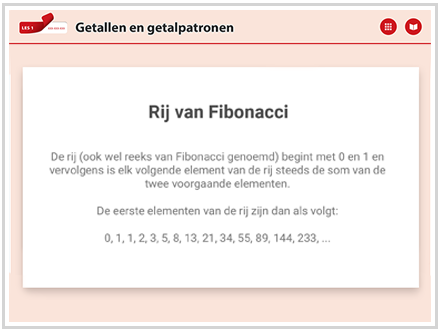 LES 1
Getallen en getalpatronen
Rij van Fibonacci
De rij (ook wel reeks van Fibonacci genoemd) begint met 0 en 1 en
vervolgens is elk volgende element van de rij steeds de som van de
twee voorgaande elementen.
De eerste elementen van de rij zijn dan als volgt:
0, 1, 1, 2, 3, 5, 8, 13, 21, 34, 55, 89, 144, 233, ...